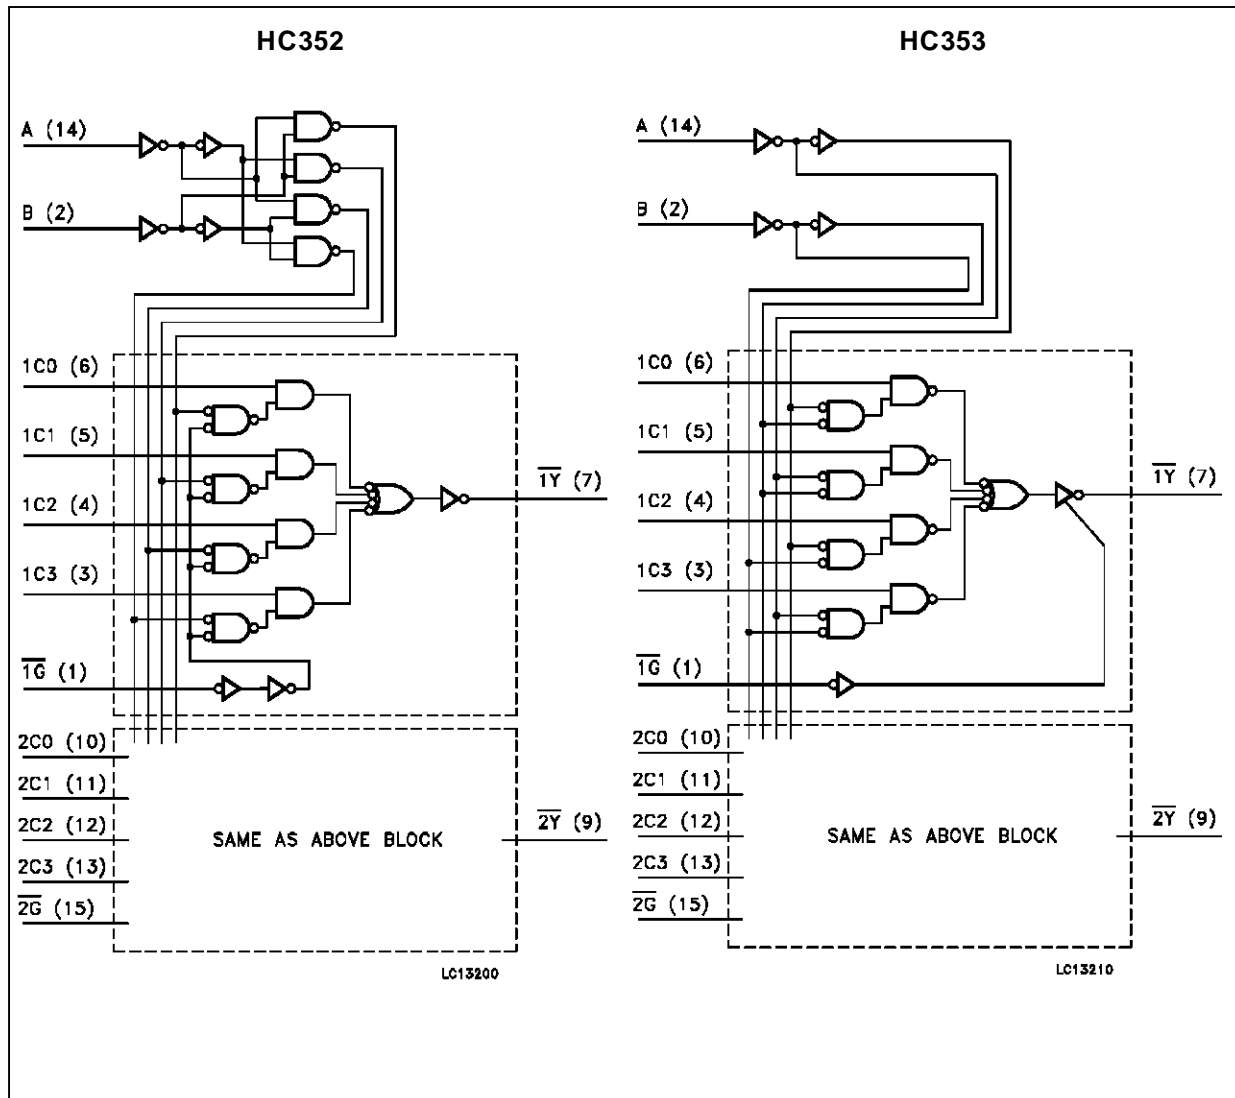 HC352
HC353
A (14)
B (2)
1C0 (6)
1C1 (5)
1C2 (4)
1C3 (3)
1G (1)
1Y (7)
2C0 (10)
2C1 (11)
2C2 (12)
2C3 (13)
2G (15)
SAME AS ABOVE BLOCK
2Y (9)
LC13200
A (14)
B (2)
1C0 (6)
1C1 (5)
1C2 (4)
1C3 (3)
1G (1)
1Y (7)
2C0 (10)
2C1 (11)
2C2 (12)
2C3 (13)
2G (15)
SAME AS ABOVE BLOCK
2Y (9)
LC13210